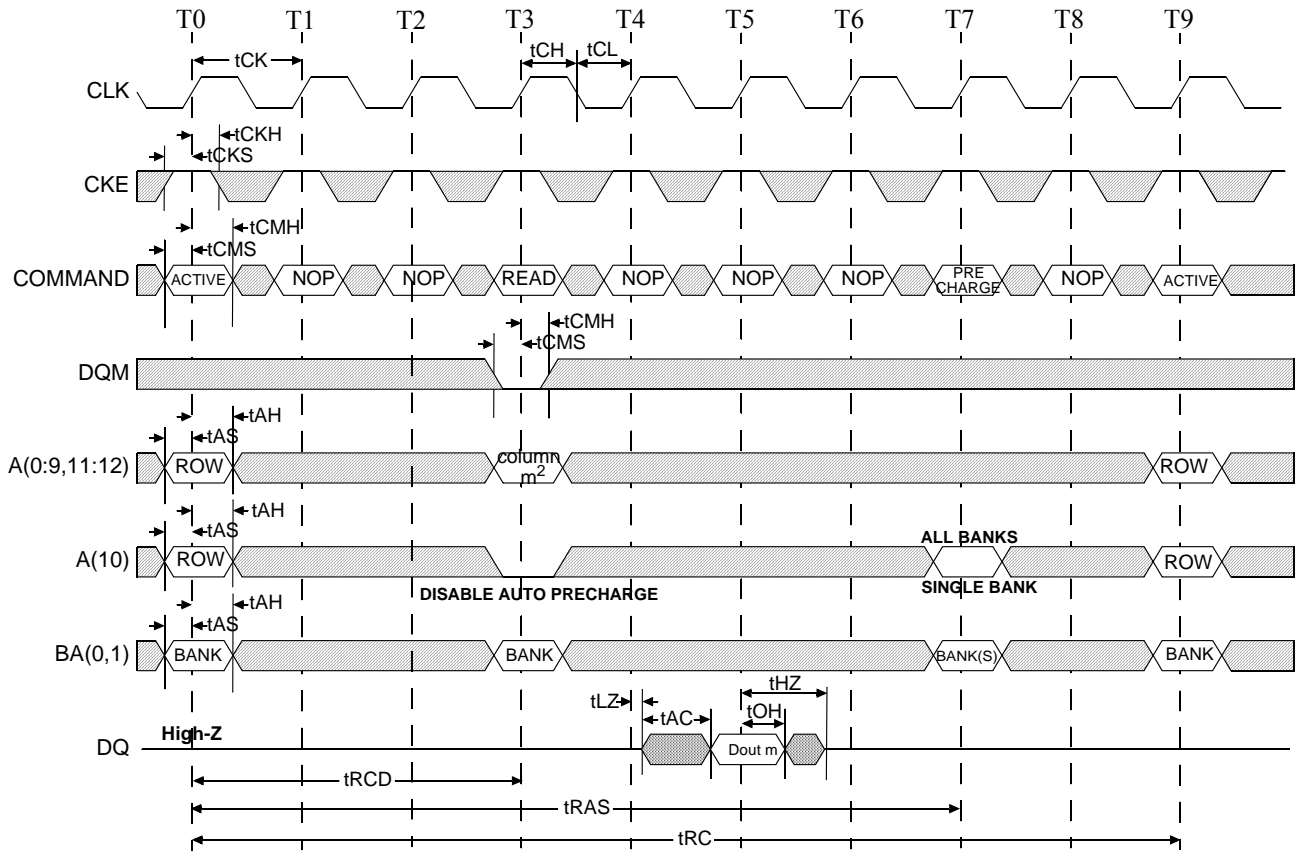 T0 T1 T2 T3 T4 T5 T6 T7 T8 T9
tCK tCH tCL
CLK
tCKH
tCKS
CKE
tCMH
tCMS
COMMAND ACTIVE NOP NOP READ NOP NOP NOP PRE CHARGE NOP ACTIVE
tCMH
tCMS
DQM
tAH
tAS
A(0:9,11:12) ROW column m² ROW
tAH
tAS
ALL BANKS
A(10) ROW ROW
DISABLE AUTO PRECHARGE SINGLE BANK
tAH
tAS
BA(0,1) BANK BANK BANK(S) BANK
tHZ
tLZ tAC tOH
High-Z
DQ Dout m
tRCD
tRAS
tRC